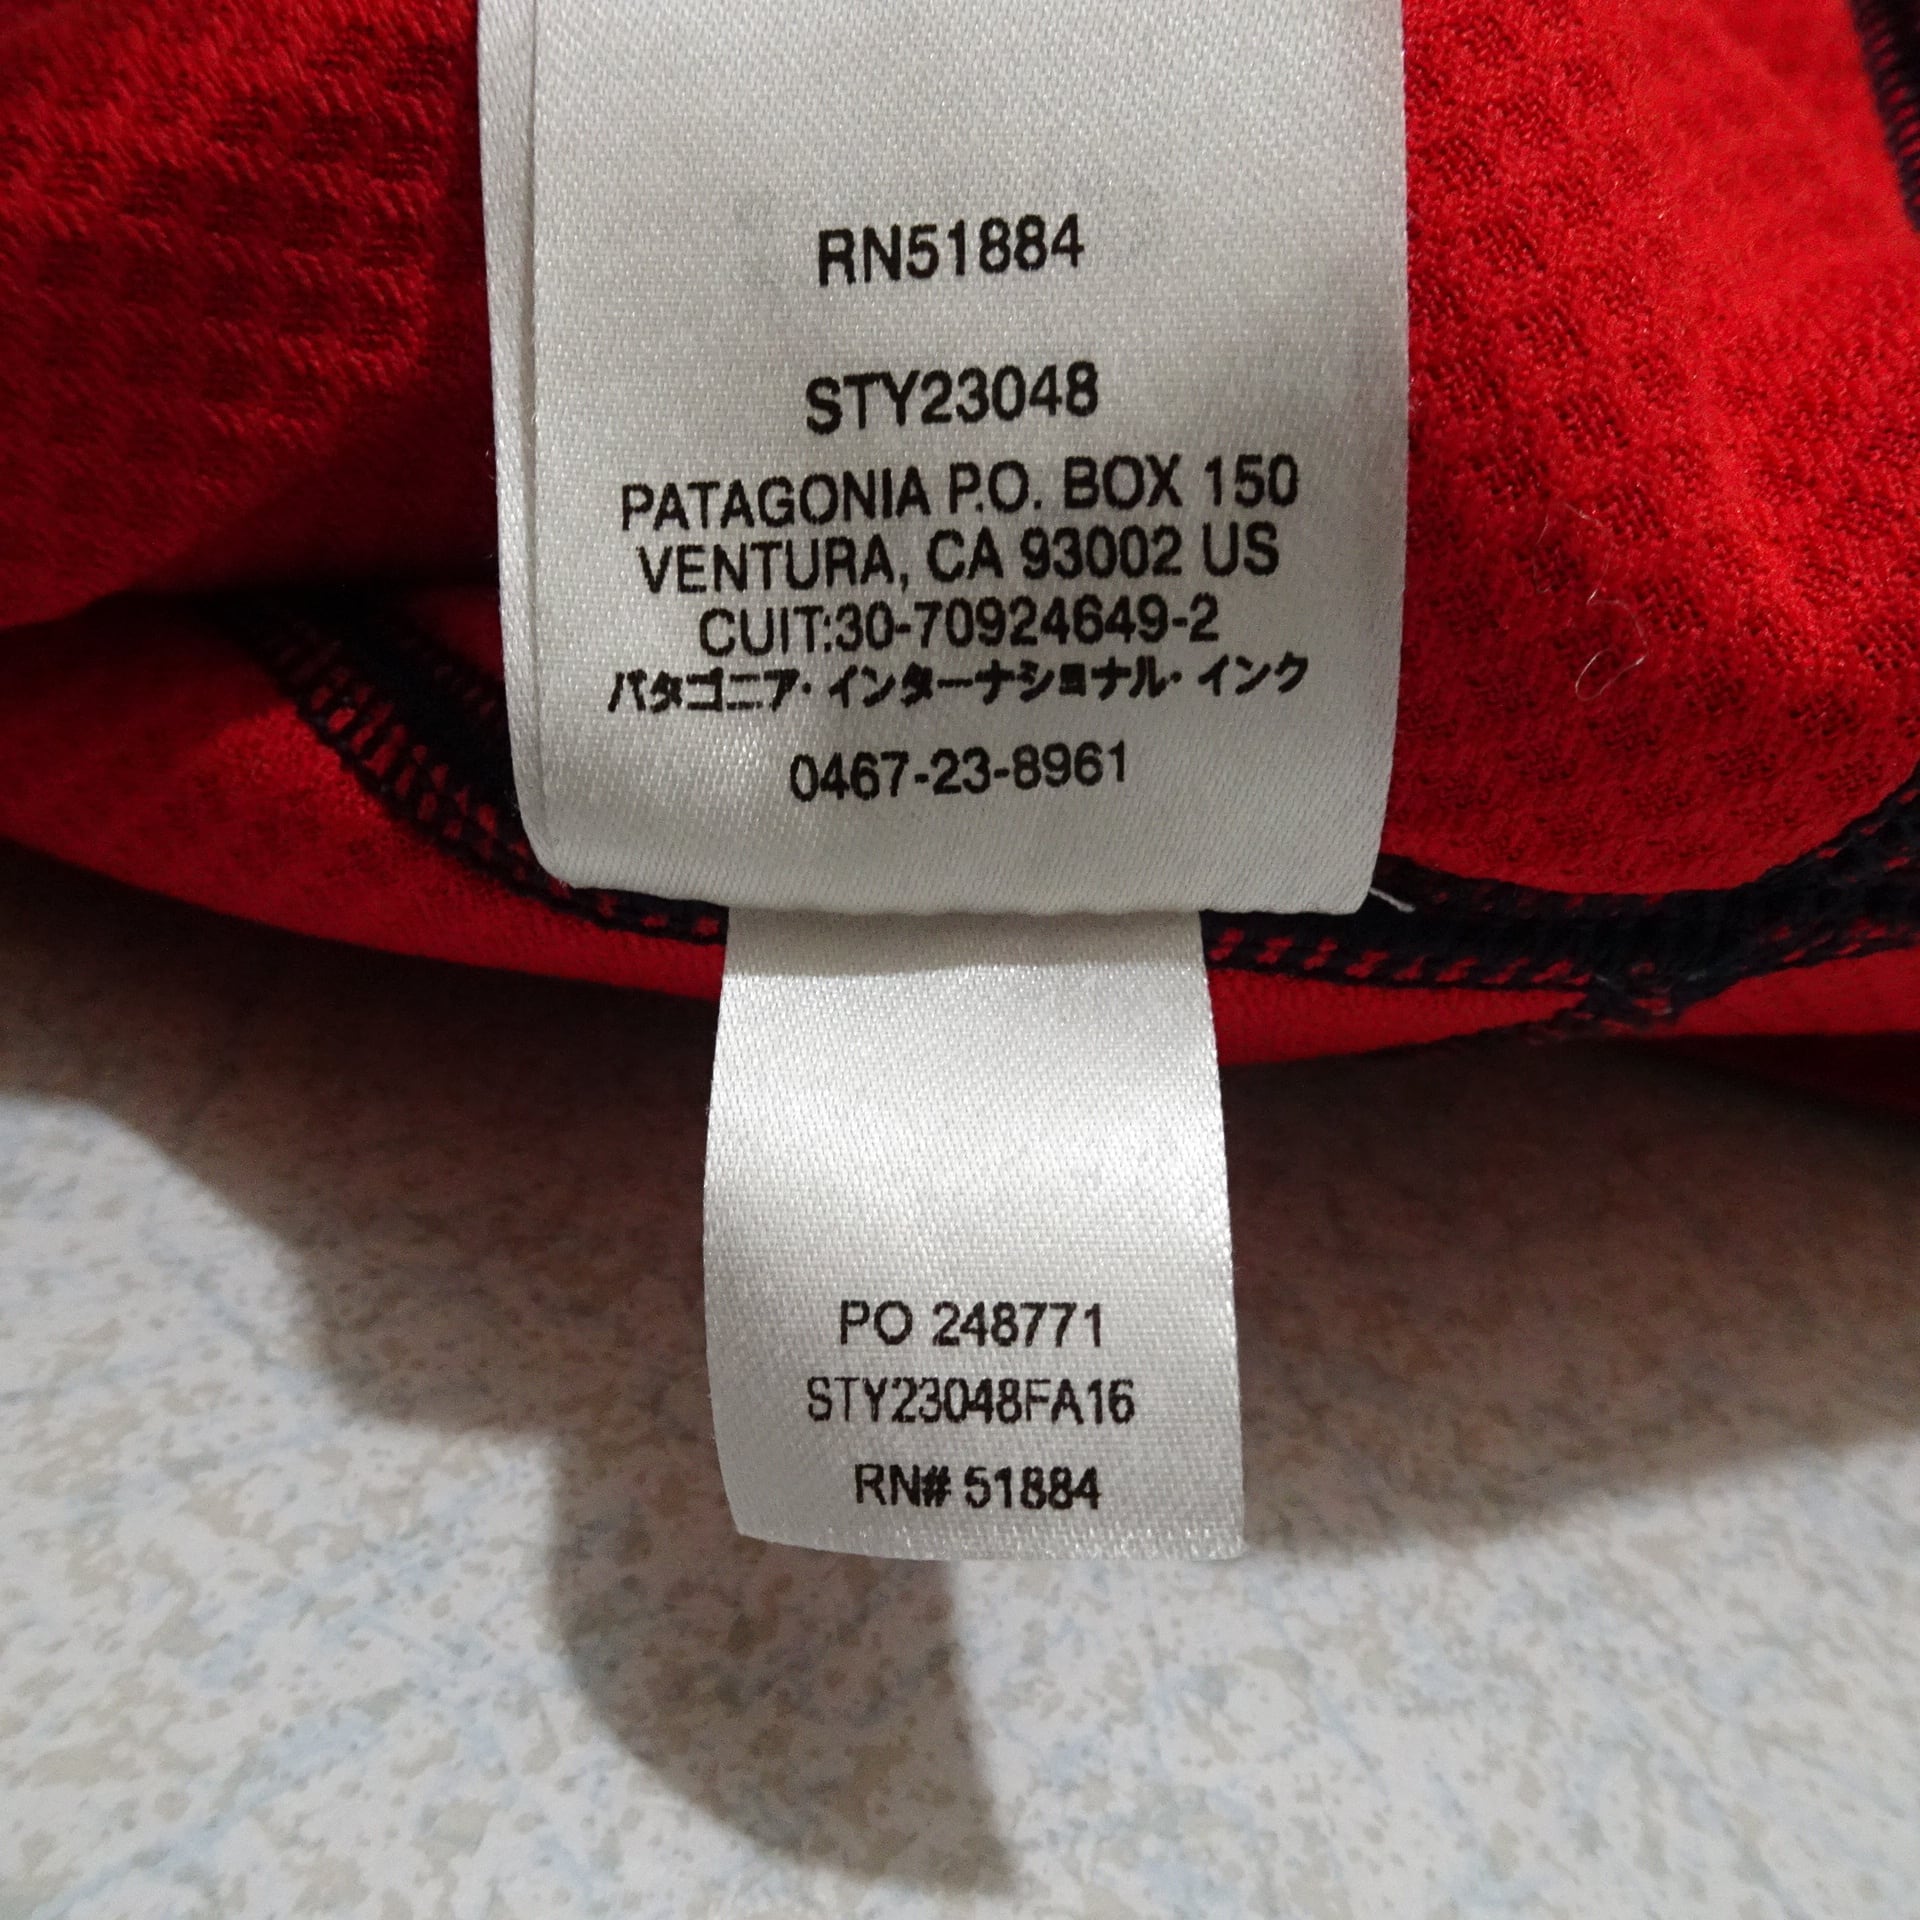 RN51884
STY23048
PATAGONIA P.O. BOX 150
VENTURA, CA 93002 US
CUIT:30-70924649-2
パタゴニア・インターナショナル・インク
0467-23-8961
PO 248771
STY23048FA16
RN# 51884